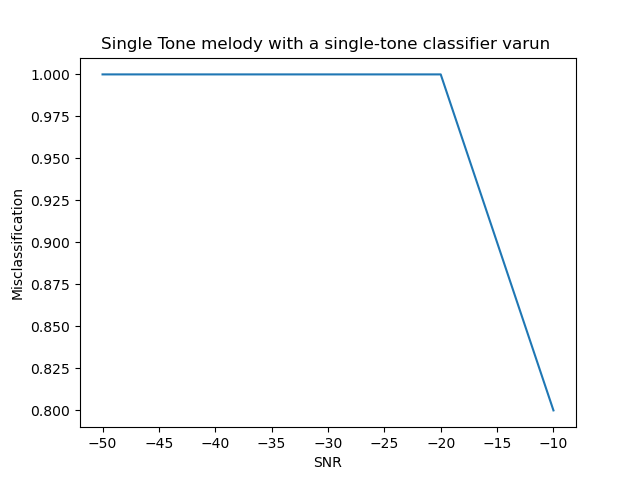 Single Tone melody with a single-tone classifier varun
1.000
0.975
0.950
0.925
0.900
0.875
0.850
0.825
0.800
Misclassification
−50 −45 −40 −35 −30 −25 −20 −15 −10
SNR